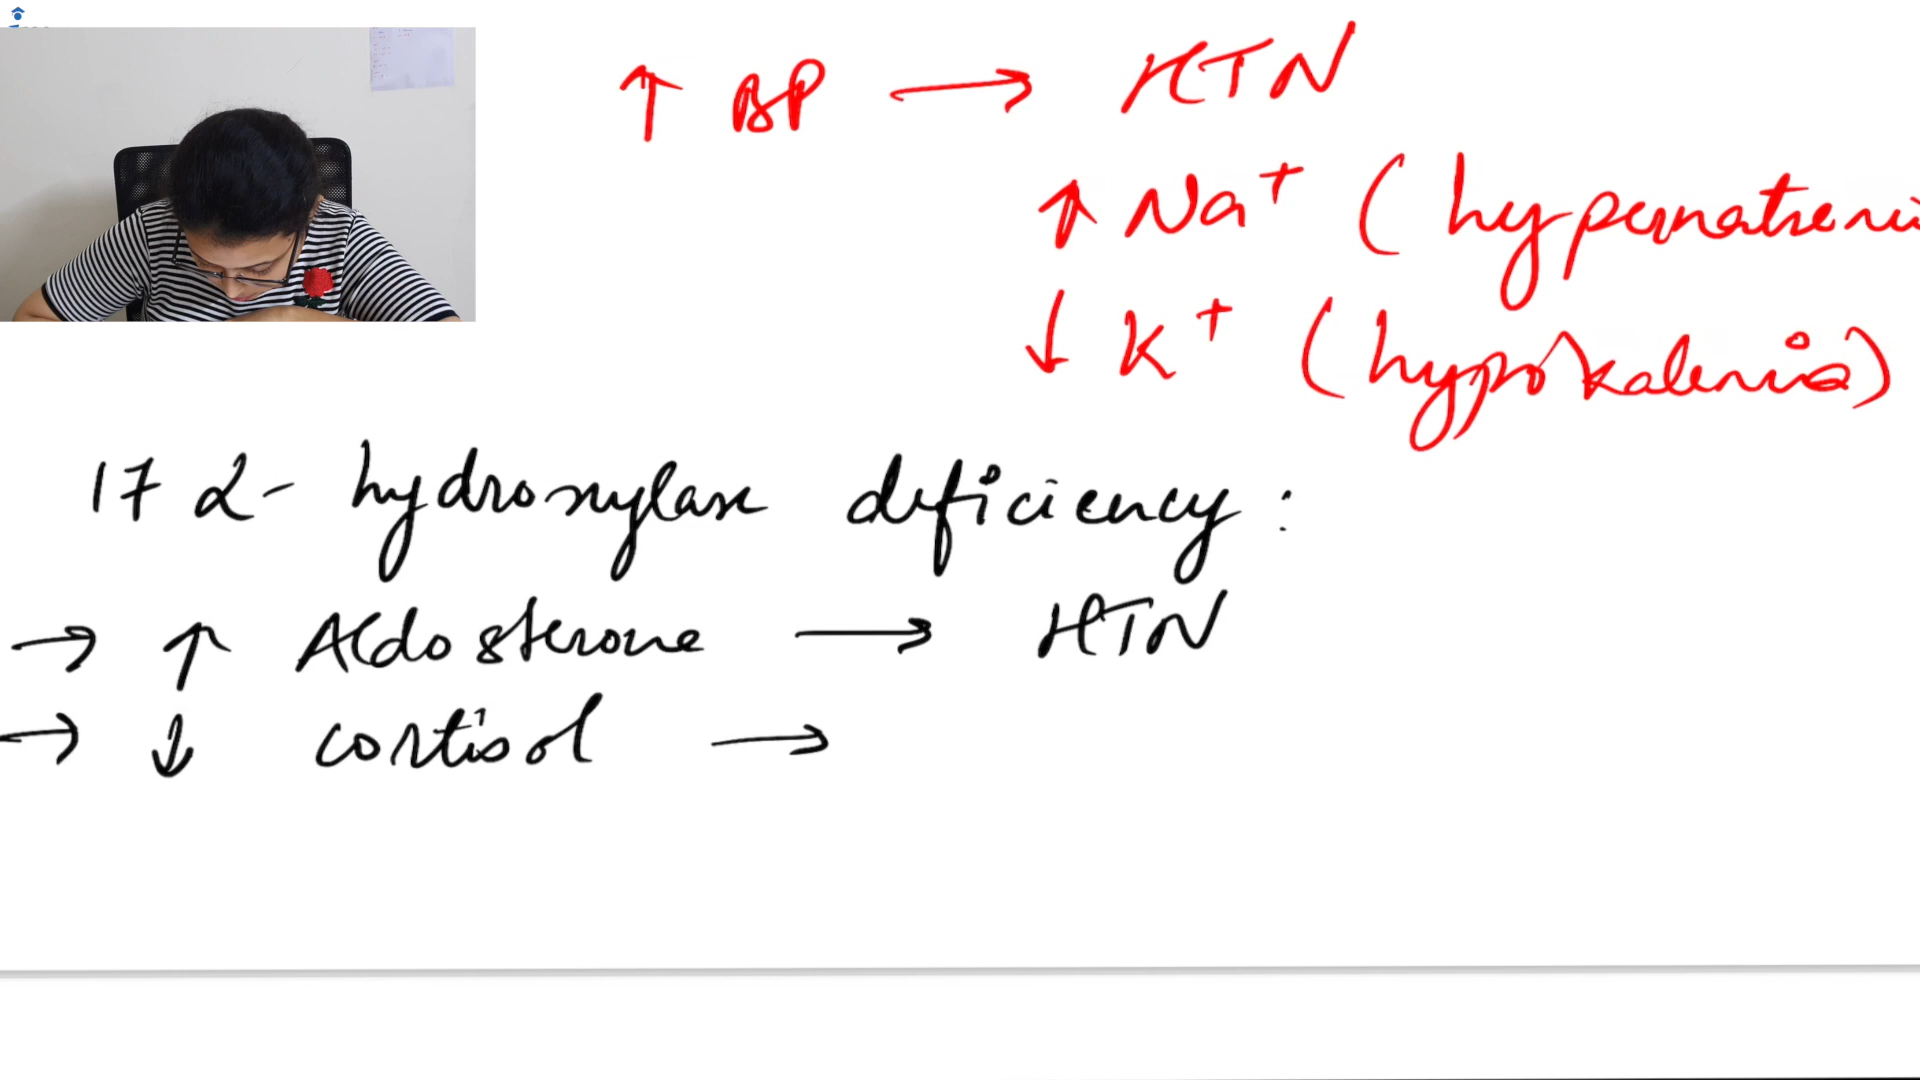 ↑ BP → HTN
↑ Na⁺ (hypernatremia
↓ K⁺ (hypokalemia)
17 α- hydroxylase deficiency :
→ ↑ Aldosterone → HTN
→ ↓ cortisol →